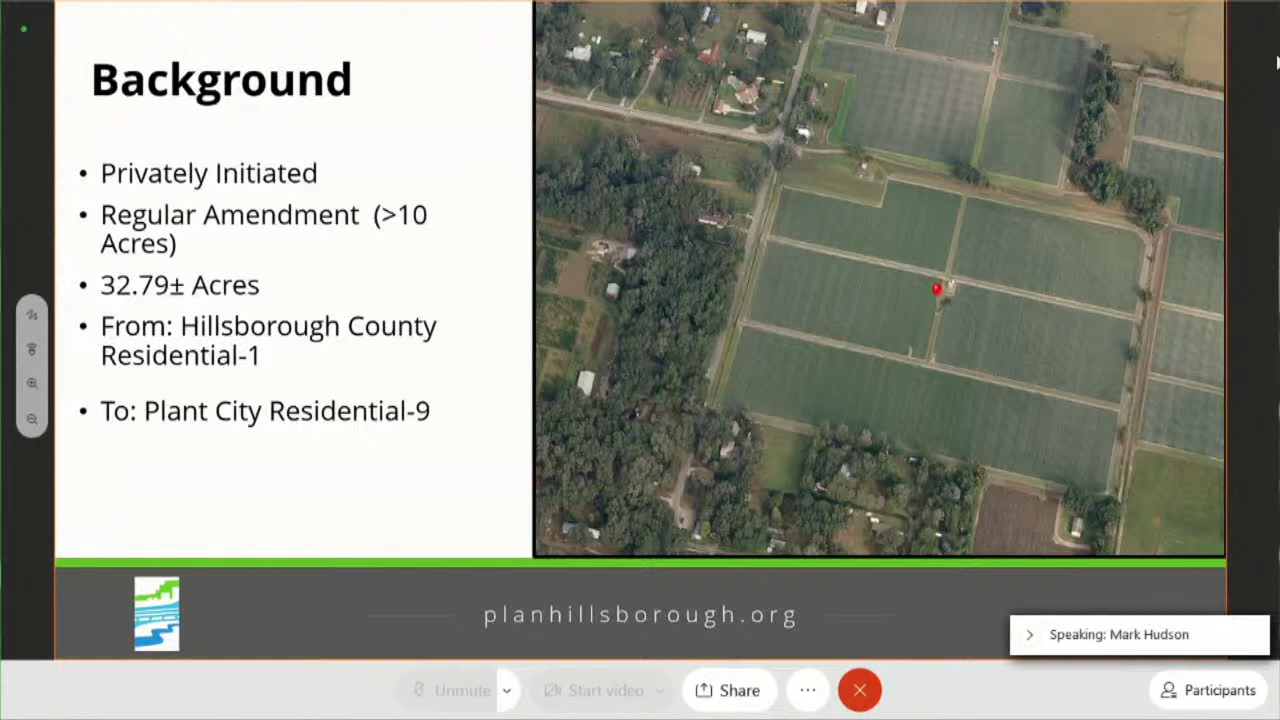 Background
• Privately Initiated
• Regular Amendment (>10
Acres)
• 32.79± Acres
• From: Hillsborough County
Residential-1
• To: Plant City Residential-9
planhillsborough.org
Speaking: Mark Hudson
Unmute
Start video
Share
Participants